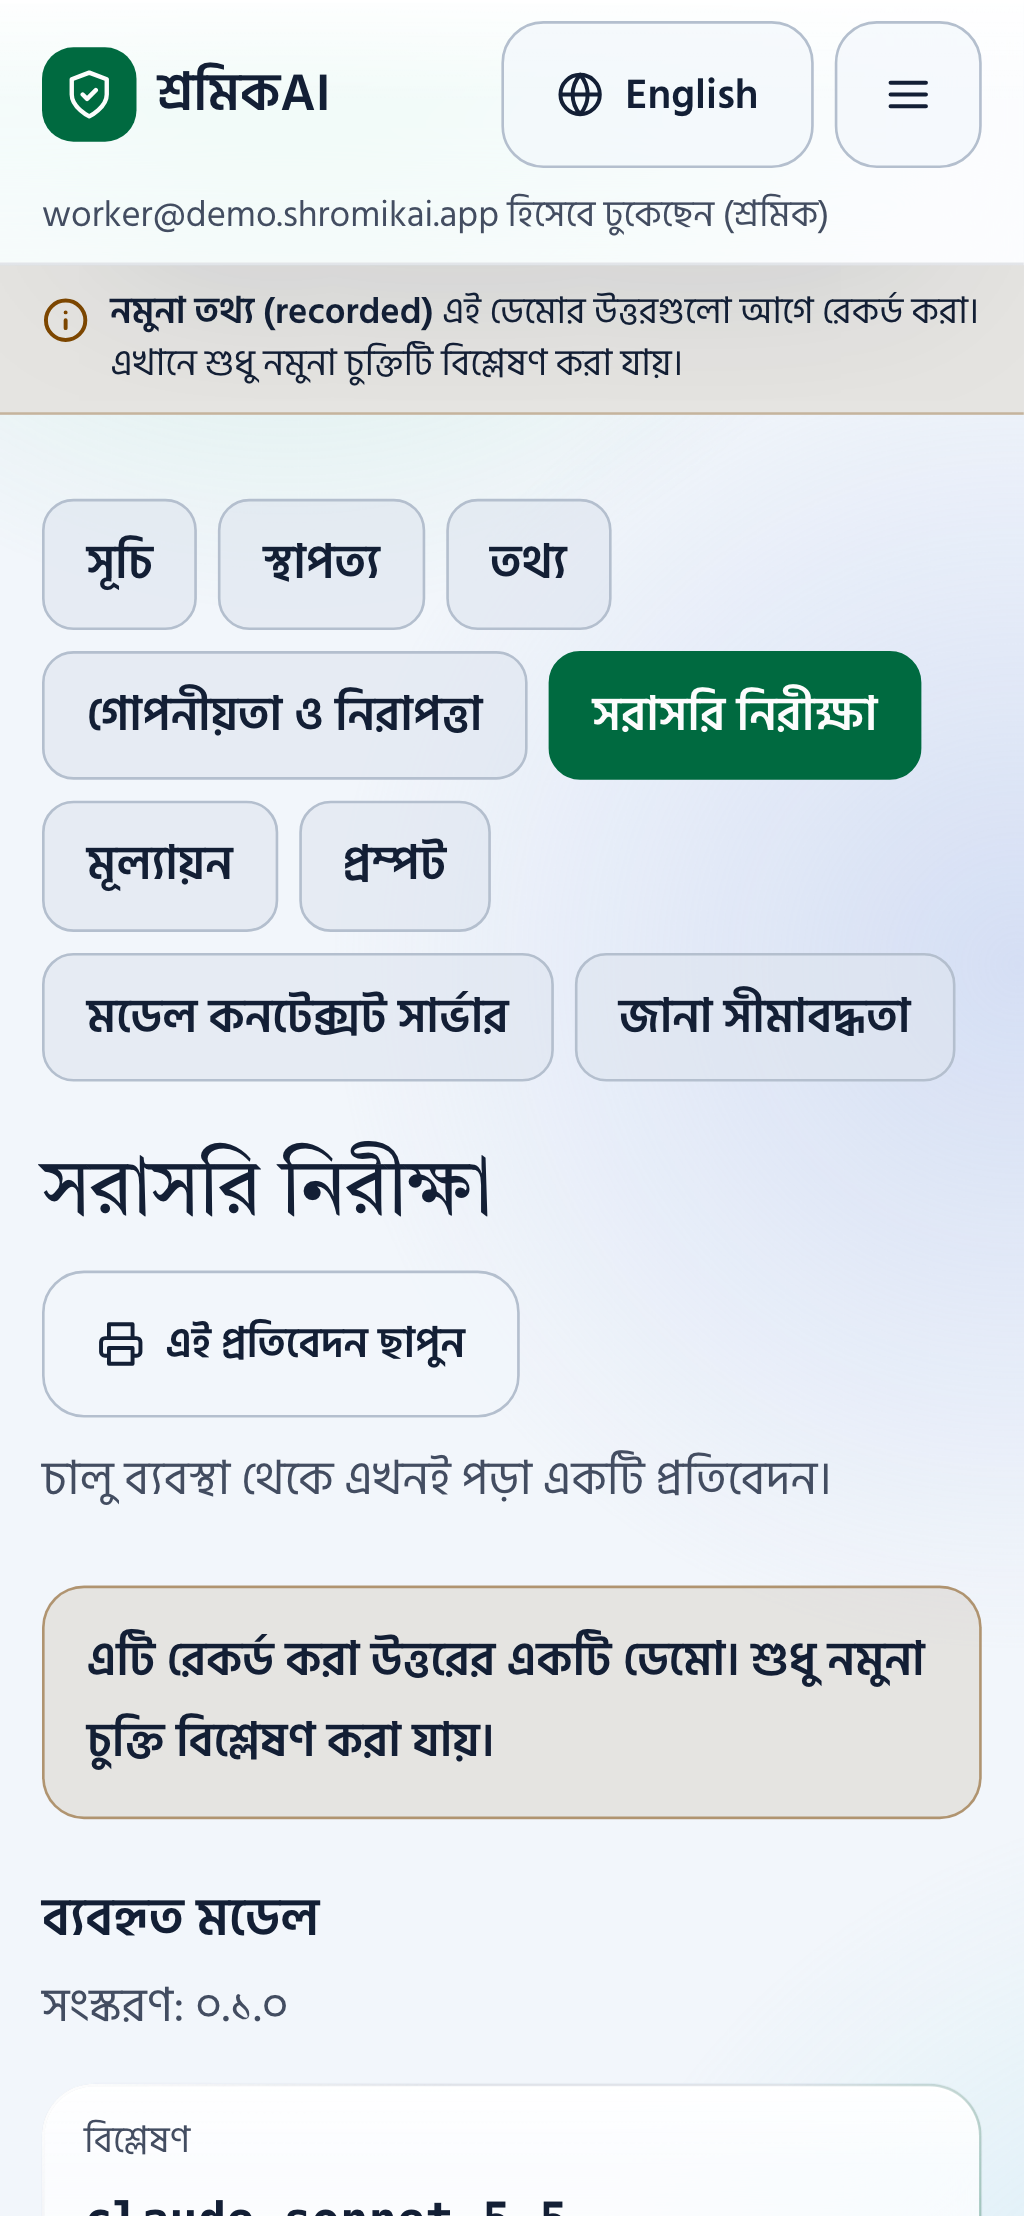 শ্রমিকAI
English
worker@demo.shromikai.app হিসেবে ঢুকেছেন (শ্রমিক)
নমুনা তথ্য (recorded) এই ডেমোর উত্তরগুলো আগে রেকর্ড করা।
এখানে শুধু নমুনা চুক্তিটি বিশ্লেষণ করা যায়।
সূচি
স্থাপত্য
তথ্য
গোপনীয়তা ও নিরাপত্তা
সরাসরি নিরীক্ষা
মূল্যায়ন
প্রম্পট
মডেল কনটেক্সট সার্ভার
জানা সীমাবদ্ধতা
সরাসরি নিরীক্ষা
এই প্রতিবেদন ছাপুন
চালু ব্যবস্থা থেকে এখনই পড়া একটি প্রতিবেদন।
এটি রেকর্ড করা উত্তরের একটি ডেমো। শুধু নমুনা
চুক্তি বিশ্লেষণ করা যায়।
ব্যবহৃত মডেল
সংস্করণ: ০.১.০
বিশ্লেষণ